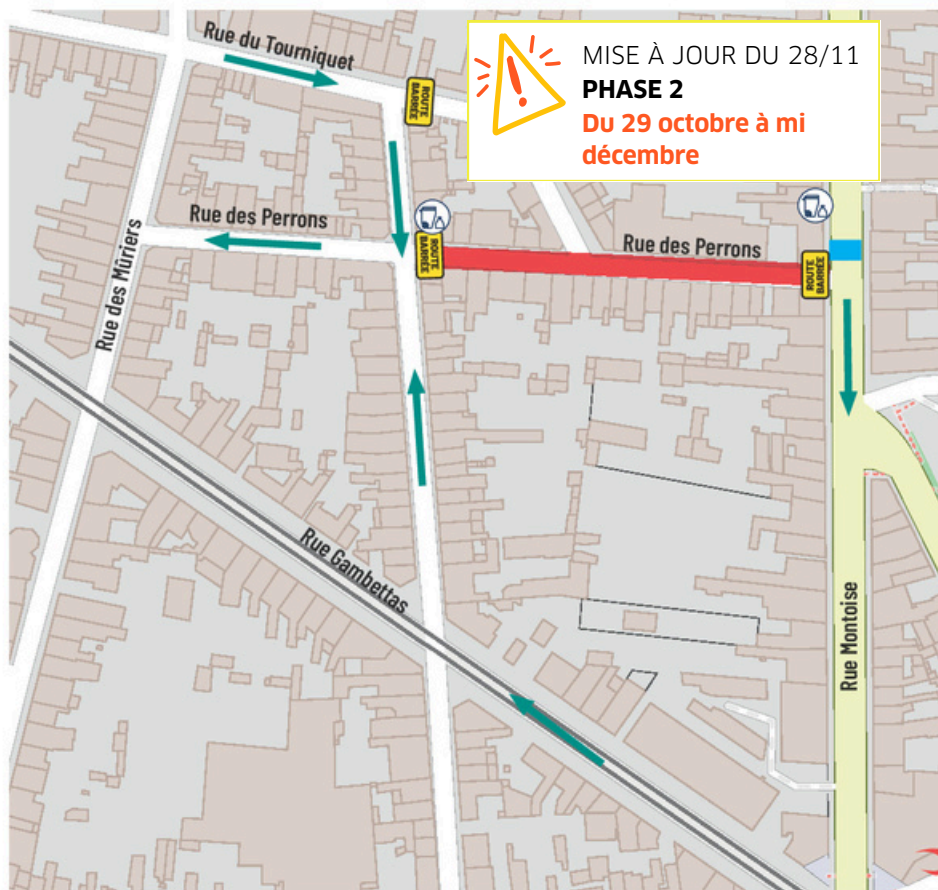 MISE À JOUR DU 28/11
PHASE 2
Du 29 octobre à mi
décembre
Rue du Tourniquet
ROUTE
BARRÉE
Rue des Perrons
ROUTE
BARRÉE
Rue des Perrons
ROUTE
BARRÉE
Rue des Mûriers
Rue Gambettas
Rue Montoise